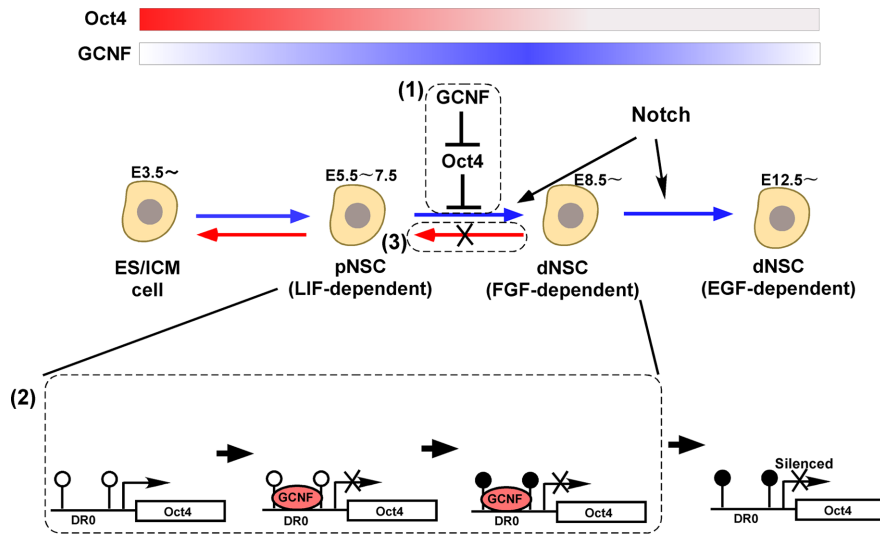 Oct4
GCNF
(1)
GCNF
Oct4
Notch
E3.5~
E5.5~7.5
E8.5~
E12.5~
(3)
ES/ICM
cell
pNSC
(LIF-dependent)
dNSC
(FGF-dependent)
dNSC
(EGF-dependent)
(2)
DR0
Oct4
GCNF
DR0
Oct4
GCNF
DR0
Oct4
Silenced
DR0
Oct4